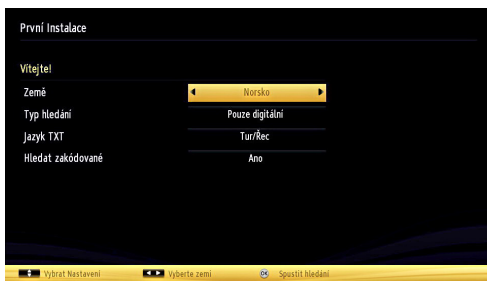 První Instalace
Vítejte!
Země Norsko
Typ hledání Pouze digitální
Jazyk TXT Tur/Řec
Hledat zakódované Ano
Vybrat Nastavení Vyberte zemi OK Spustit hledání